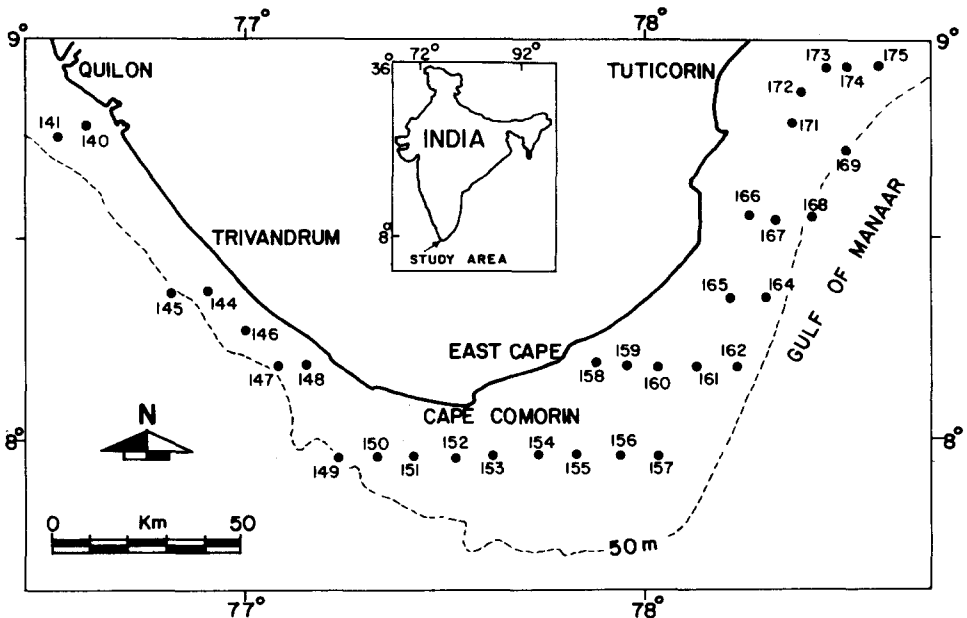 77° 78°
9° 9°
QUILON
TUTICORIN
72° 92°
36°
INDIA
8°
STUDY AREA
173 174 175
172
171
141 140
169
166 168
167
TRIVANDRUM
GULF OF MANAAR
145 144
165 164
146
EAST CAPE
147 148
158 159 160 161 162
CAPE COMORIN
N
8° 8°
149 150 151 152 153 154 155 156 157
0 Km 50
50m
77° 78°